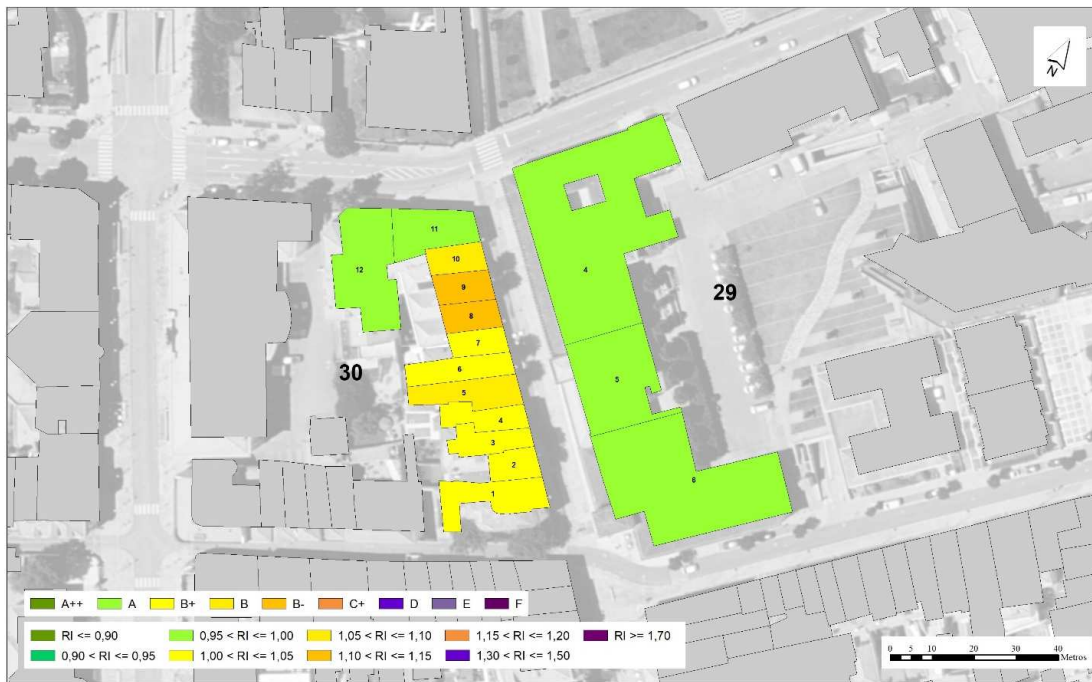 N
11
10
12
9
8
7
30
6
5
4
3
2
1
4
29
5
6
A++ A B+ B B- C+ D E F
RI <= 0,90 0,95 < RI <= 1,00 1,05 < RI <= 1,10 1,15 < RI <= 1,20 RI >= 1,70
0,90 < RI <= 0,95 1,00 < RI <= 1,05 1,10 < RI <= 1,15 1,30 < RI <= 1,50
0 5 10 20 30 40
Metros